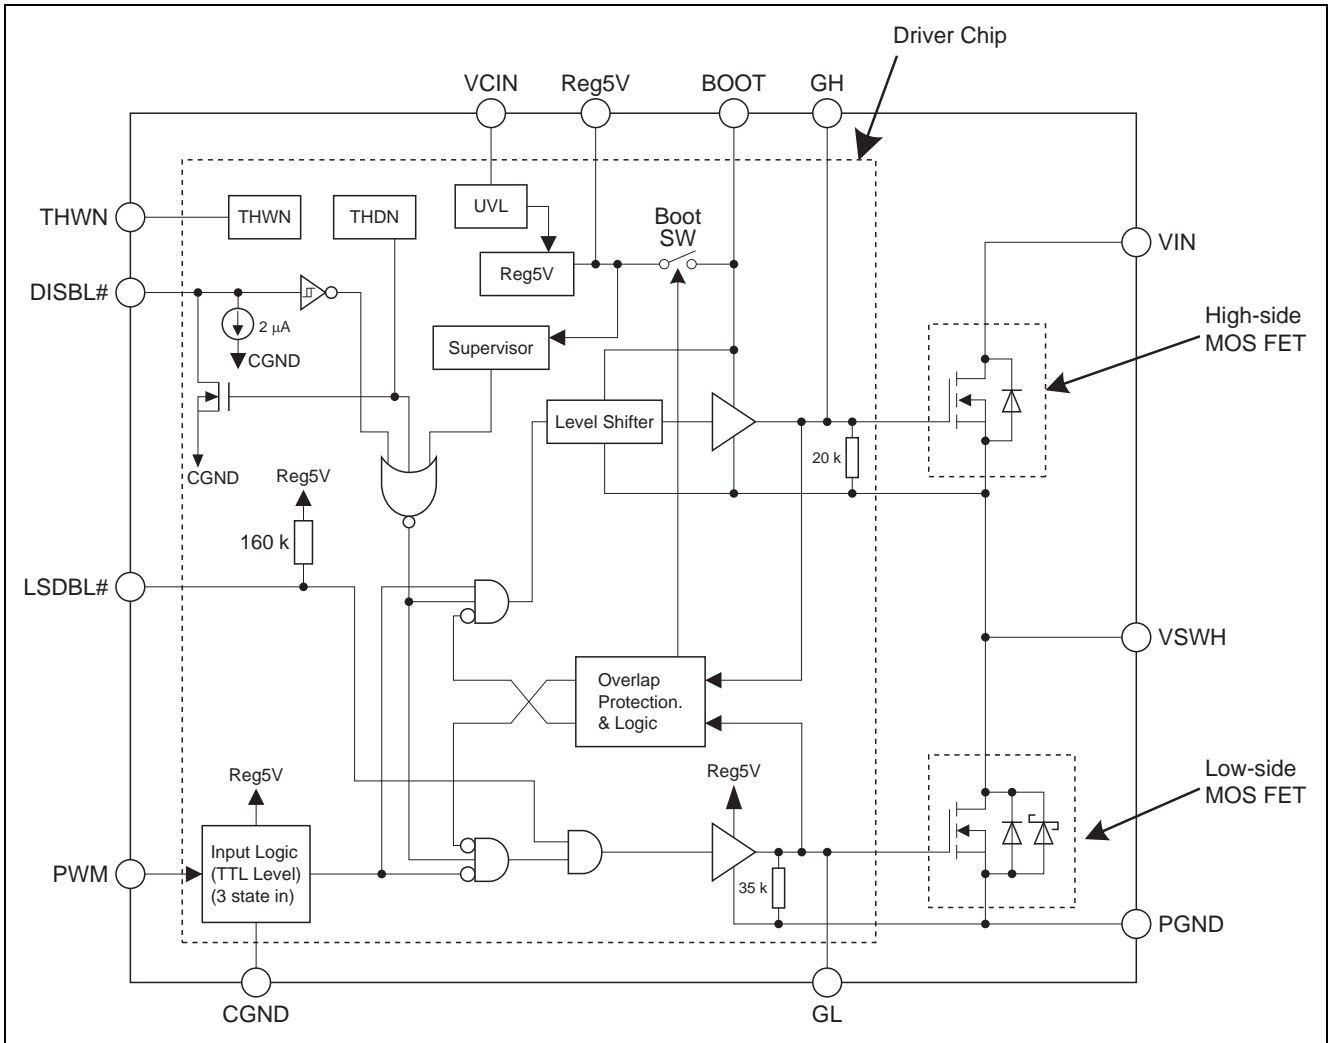 Driver Chip
VCIN
Reg5V
BOOT
GH
THWN
THWN
THDN
UVL
Boot
SW
VIN
DISBL#
2 μA
CGND
Reg5V
Supervisor
High-side
MOS FET
Level Shifter
20 k
CGND
Reg5V
160 k
LSDBL#
VSWH
Overlap
Protection.
& Logic
Reg5V
Reg5V
Low-side
MOS FET
PWM
Input Logic
(TTL Level)
(3 state in)
35 k
PGND
CGND
GL